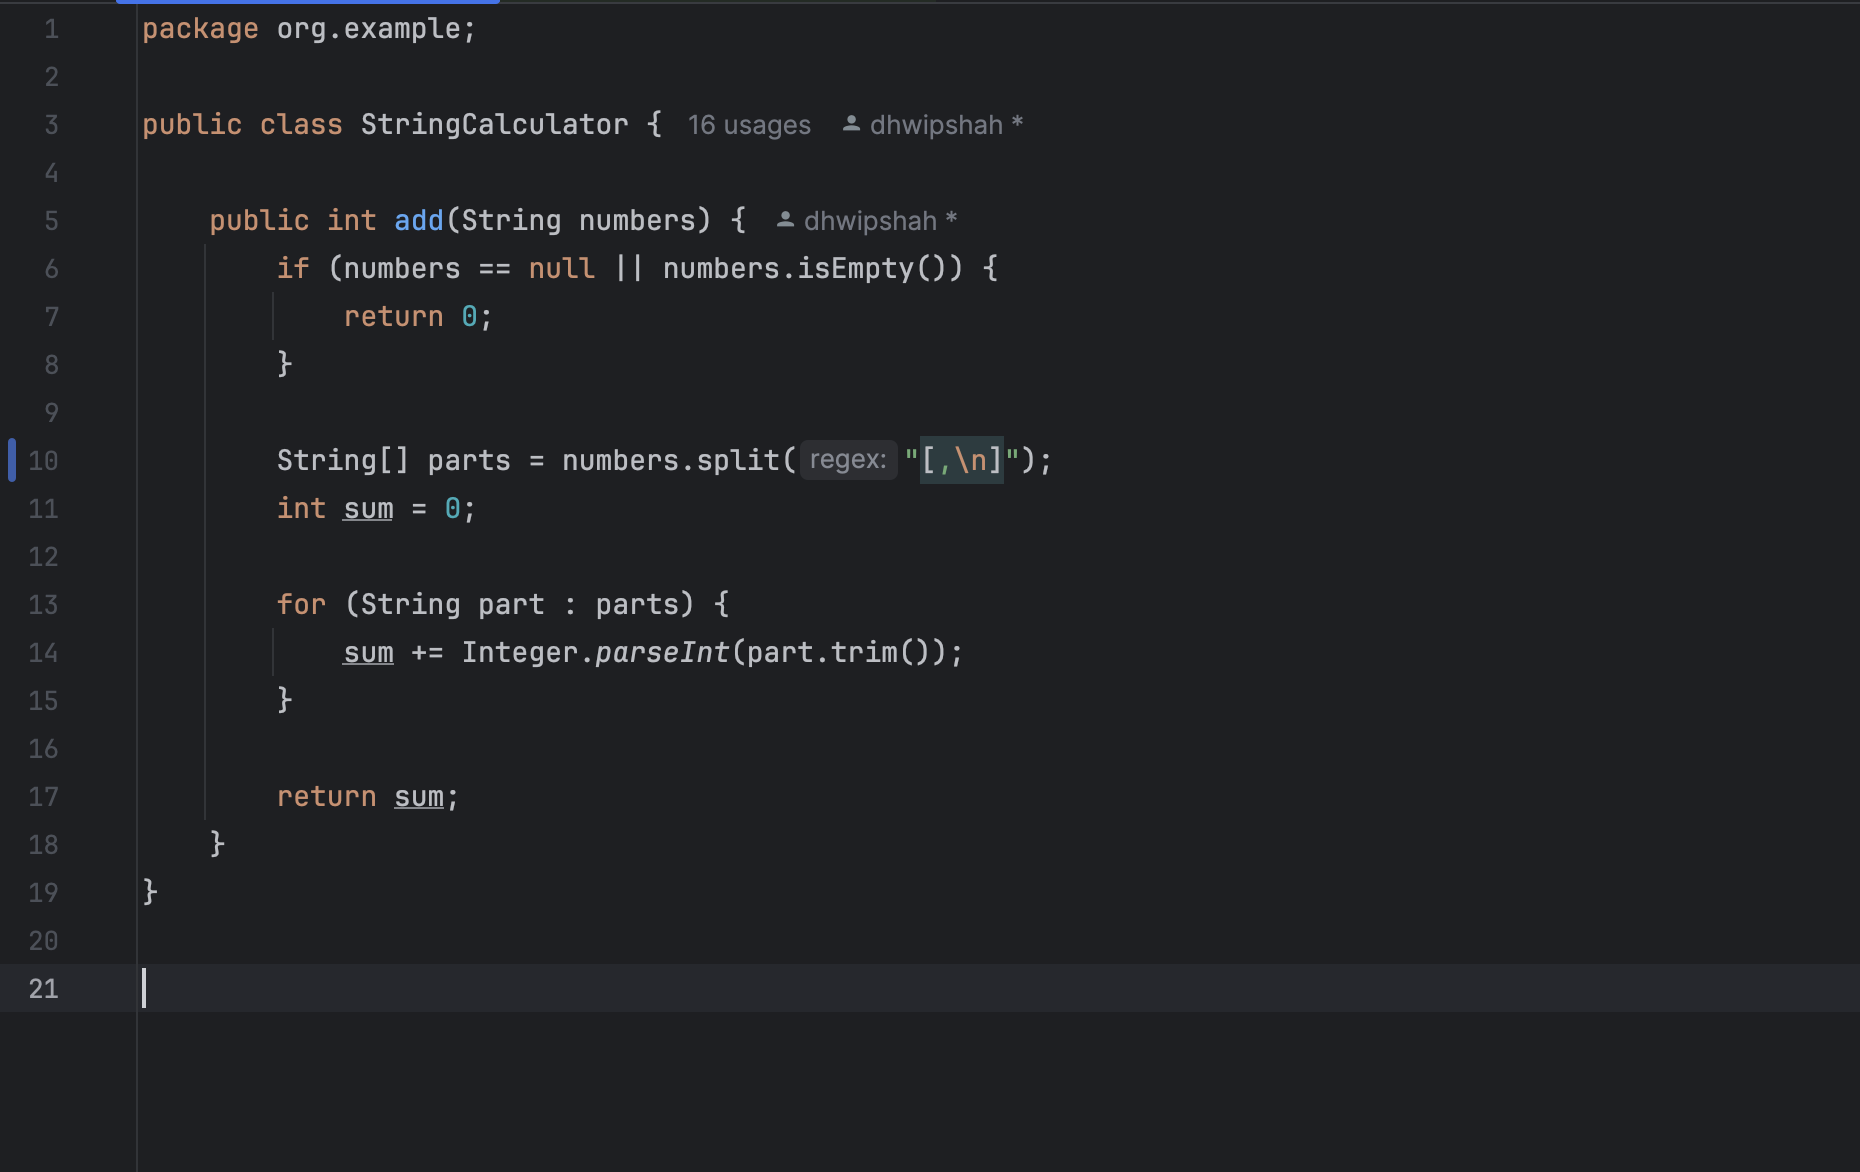 1 package org.example;
2
3 public class StringCalculator { 16 usages dhwipshah *
4
5     public int add(String numbers) { dhwipshah *
6         if (numbers == null || numbers.isEmpty()) {
7             return 0;
8         }
9
10         String[] parts = numbers.split( regex: "[,\n]");
11         int sum = 0;
12
13         for (String part : parts) {
14             sum += Integer.parseInt(part.trim());
15         }
16
17         return sum;
18     }
19 }
20
21